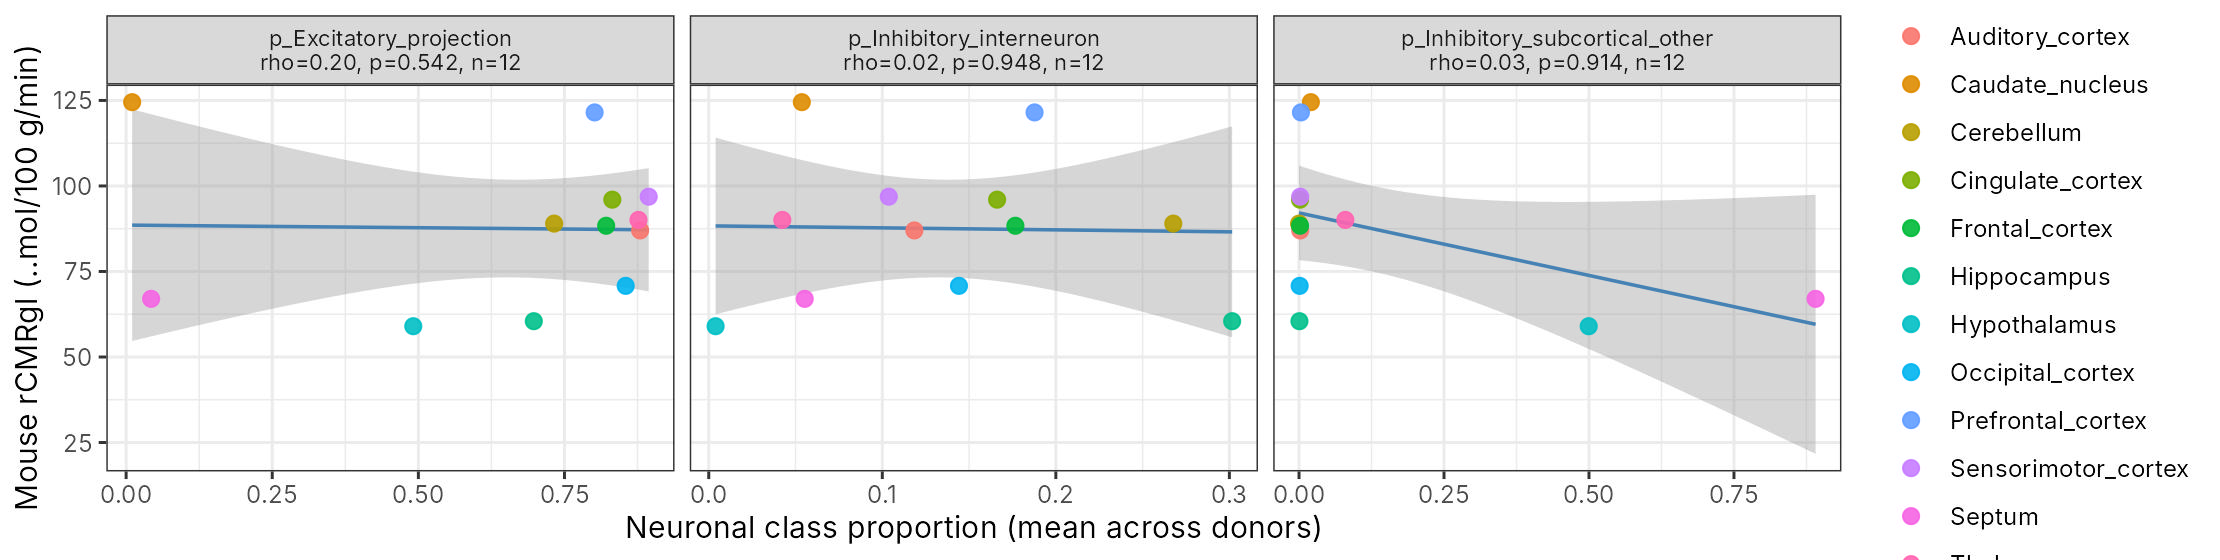 p_Excitatory_projection
rho=0.20, p=0.542, n=12
p_Inhibitory_interneuron
rho=0.02, p=0.948, n=12
p_Inhibitory_subcortical_other
rho=0.03, p=0.914, n=12
Mouse rCMRgl (..mol/100 g/min)
125
100
75
50
25
0.00 0.25 0.50 0.75
0.0 0.1 0.2 0.3
0.00 0.25 0.50 0.75
Neuronal class proportion (mean across donors)
Auditory_cortex
Caudate_nucleus
Cerebellum
Cingulate_cortex
Frontal_cortex
Hippocampus
Hypothalamus
Occipital_cortex
Prefrontal_cortex
Sensorimotor_cortex
Septum